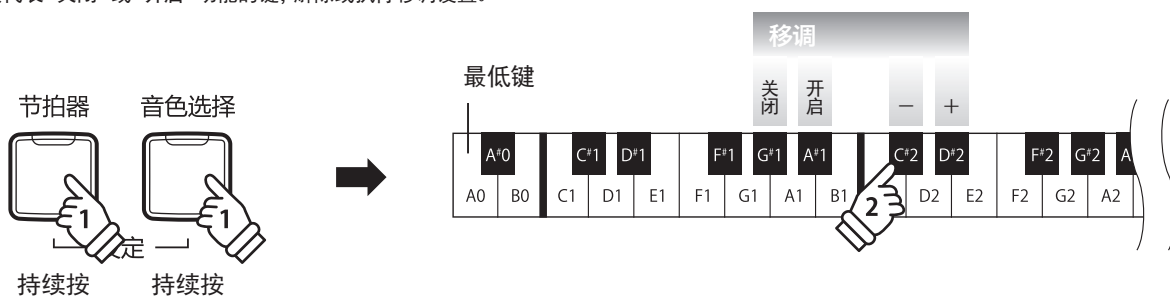 移调
最低键
关闭 开启 － ＋
节拍器 音色选择
A#0 C#1 D#1 F#1 G#1 A#1 C#2 D#2 F#2 G#2 A
A0 B0 C1 D1 E1 F1 G1 A1 B1 D2 E2 F2 G2 A2
1 1 2
定
持续按 持续按